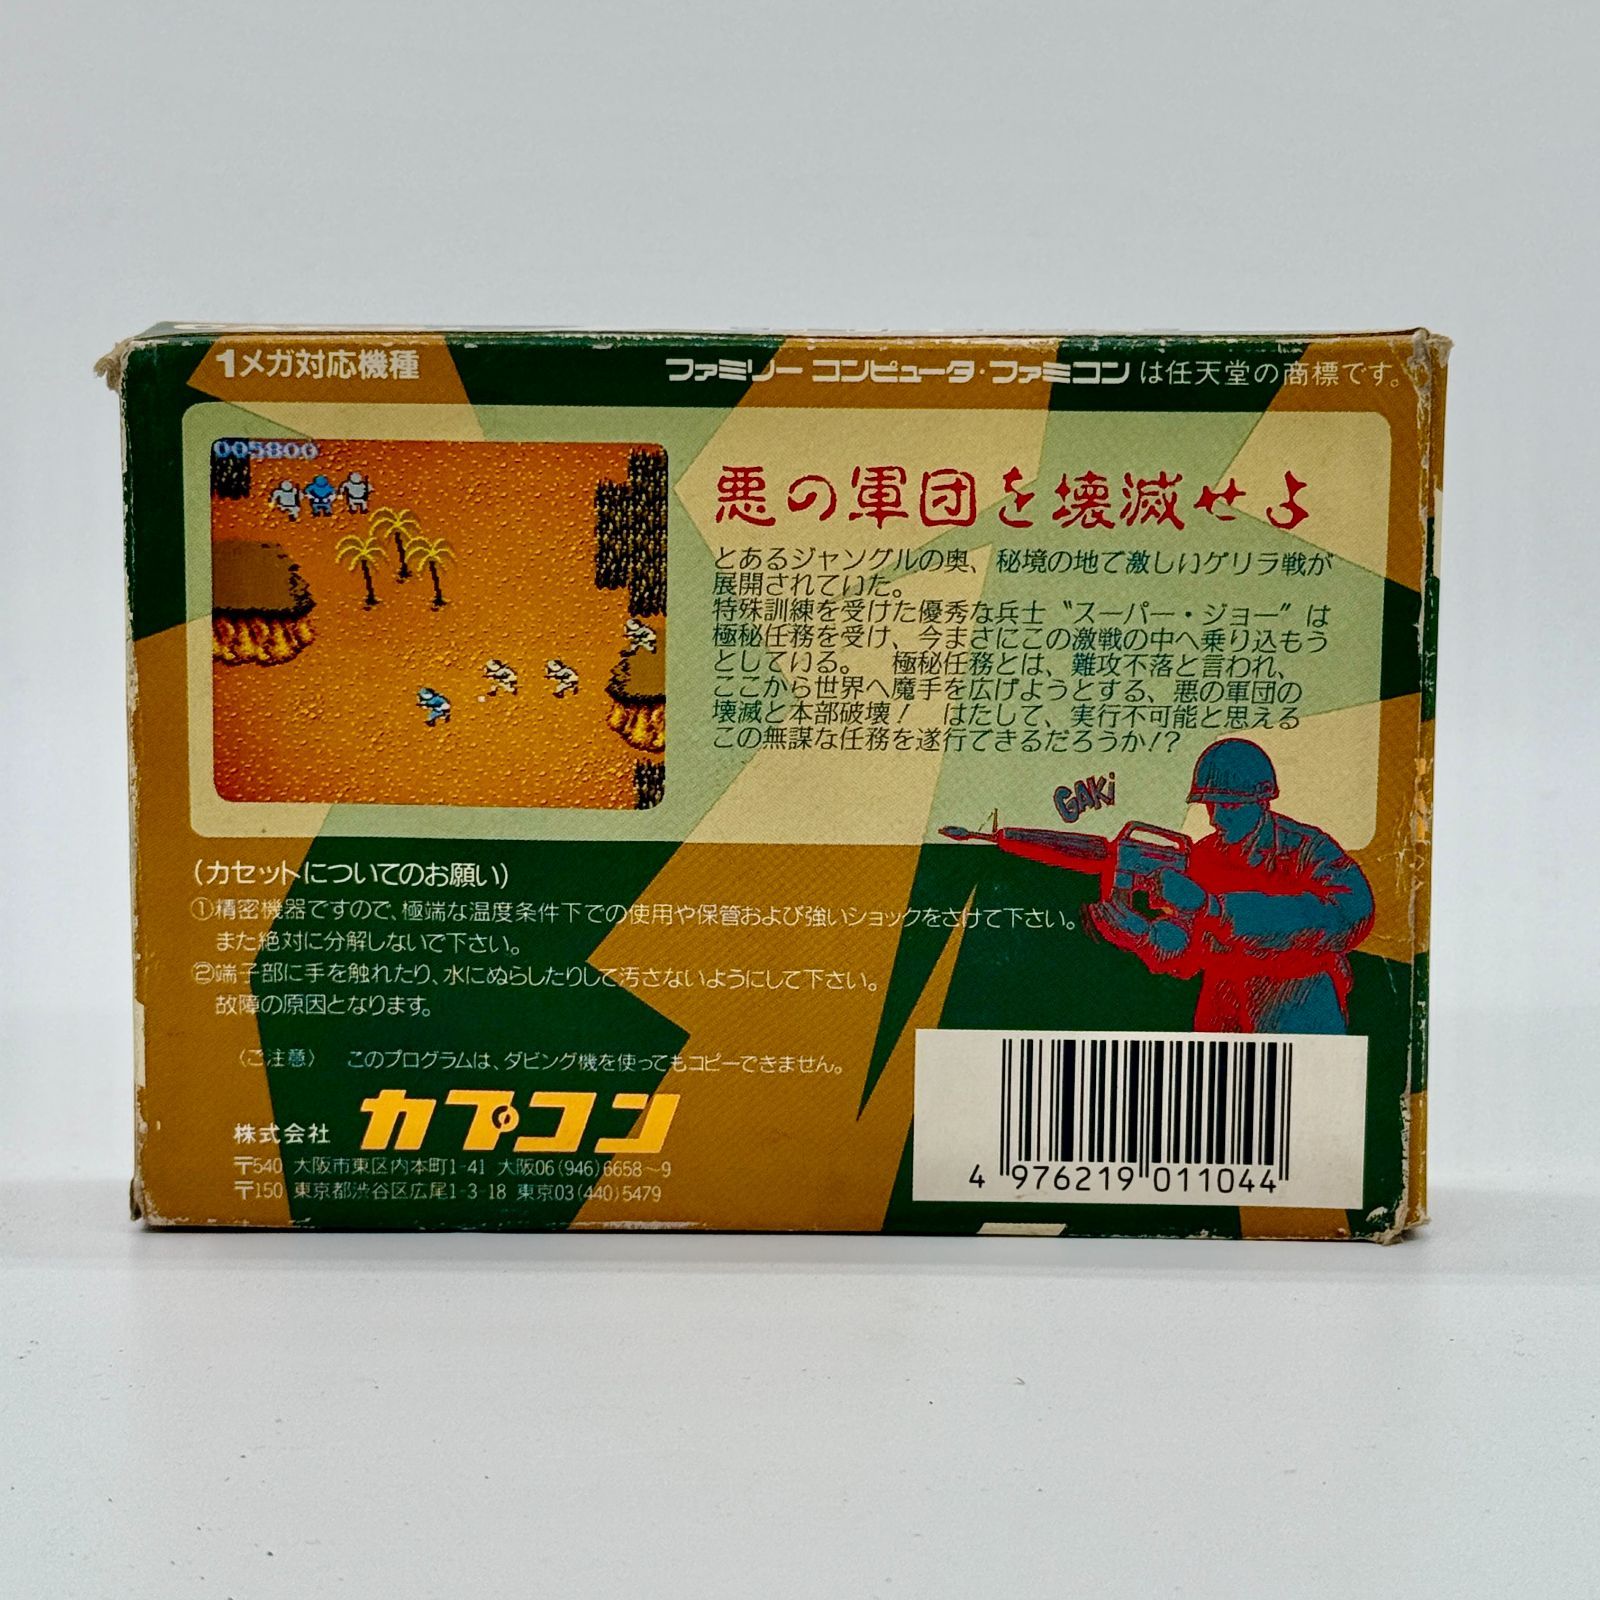 1メガ対応機種
ファミリーコンピュータ・ファミコンは任天堂の商標です。
005800
悪の軍団を壊滅せよ
とあるジャングルの奥、秘境の地で激しいゲリラ戦が
展開されていた。
特殊訓練を受けた優秀な兵士〝スーパー・ジョー〟は
極秘任務を受け、今まさにこの激戦の中へ乗り込もう
としている。 極秘任務とは、難攻不落と言われ、
ここから世界へ魔手を広げようとする、悪の軍団の
壊滅と本部破壊! はたして、実行不可能と思える
この無謀な任務を遂行できるだろうか!?
GAKi
(カセットについてのお願い)
①精密機器ですので、極端な温度条件下での使用や保管および強いショックをさけて下さい。
また絶対に分解しないで下さい。
②端子部に手を触れたり、水にぬらしたりして汚さないようにして下さい。
故障の原因となります。
〈ご注意〉 このプログラムは、ダビング機を使ってもコピーできません。
株式会社 カプコン
〒540 大阪市東区内本町1-41 大阪06(946)6658〜9
〒150 東京都渋谷区広尾1-3-18 東京03(440)5479
4 976219 011044